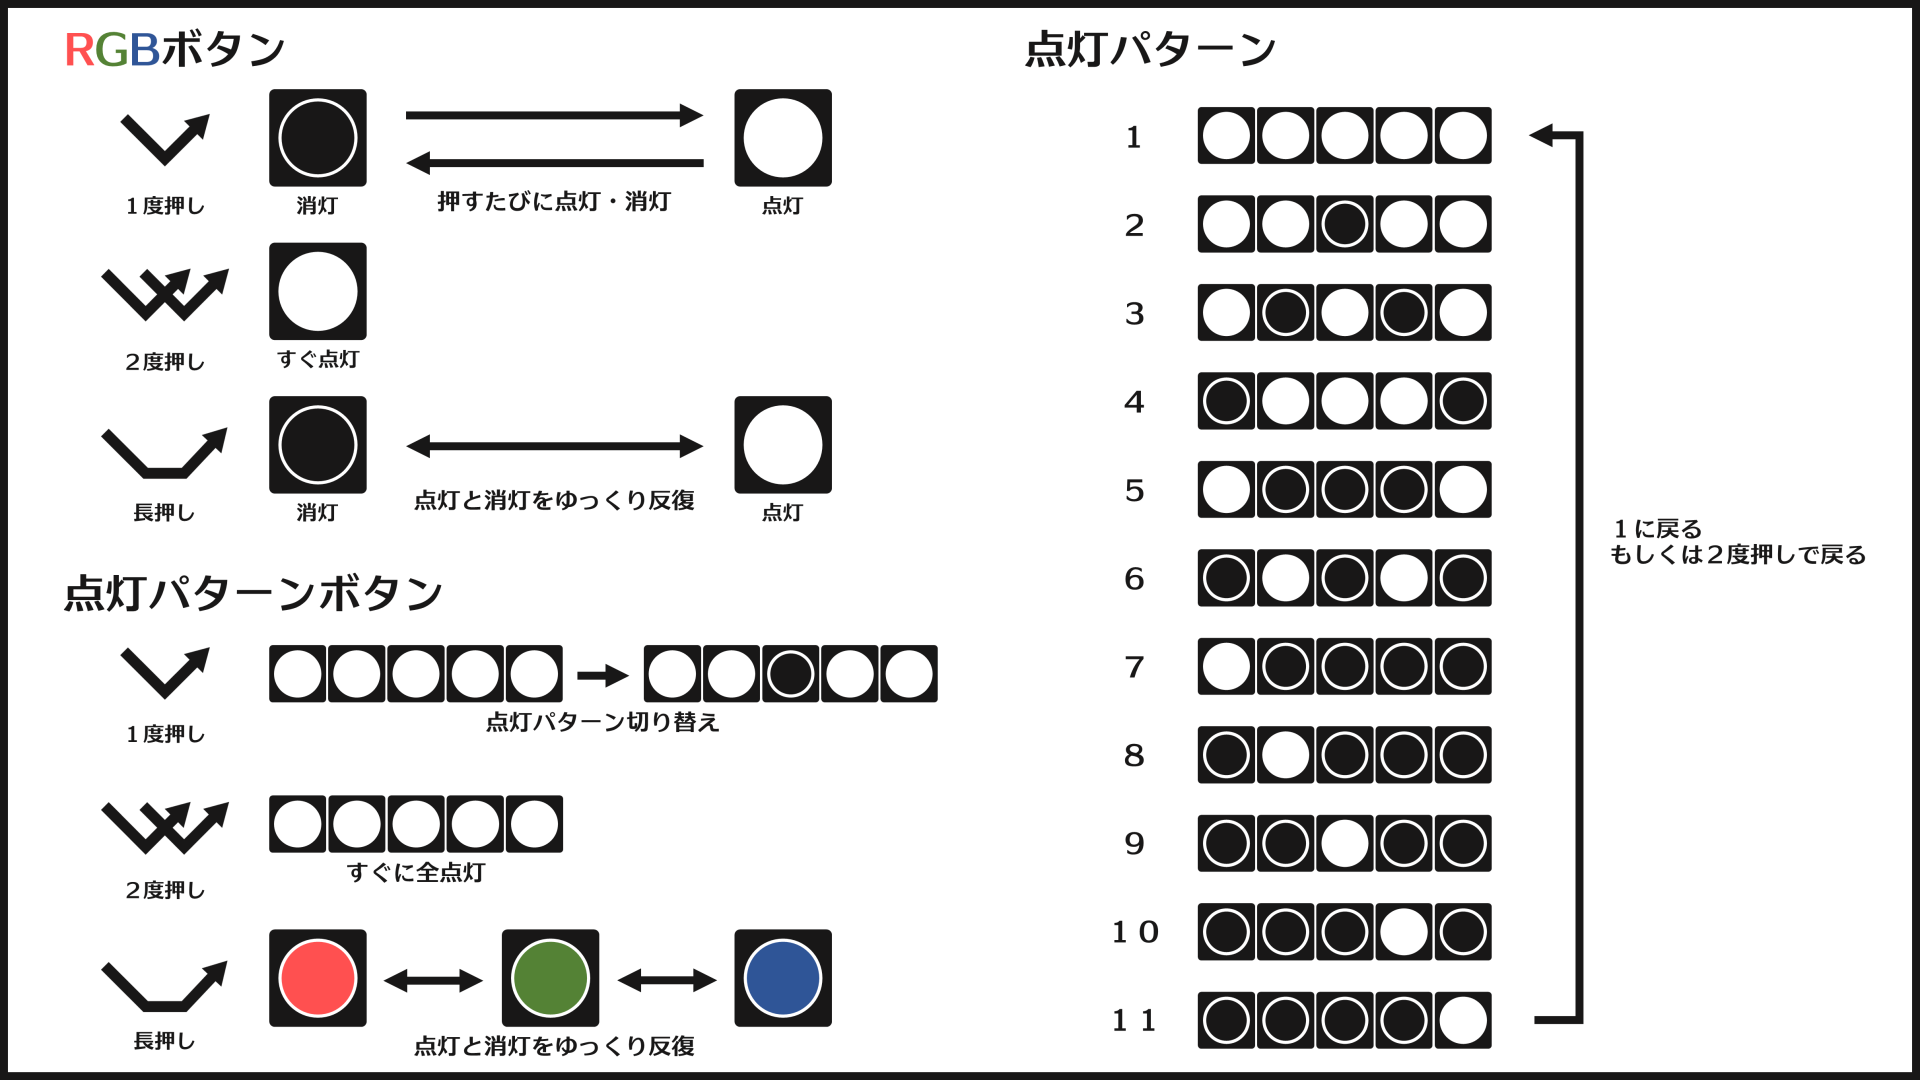 RGBボタン
1度押し
消灯
押すたびに点灯・消灯
点灯
2度押し
すぐ点灯
長押し
消灯
点灯と消灯をゆっくり反復
点灯
点灯パターンボタン
1度押し
点灯パターン切り替え
2度押し
すぐに全点灯
長押し
点灯と消灯をゆっくり反復
点灯パターン
1
2
3
4
5
6
7
8
9
10
11
1に戻る
もしくは2度押しで戻る